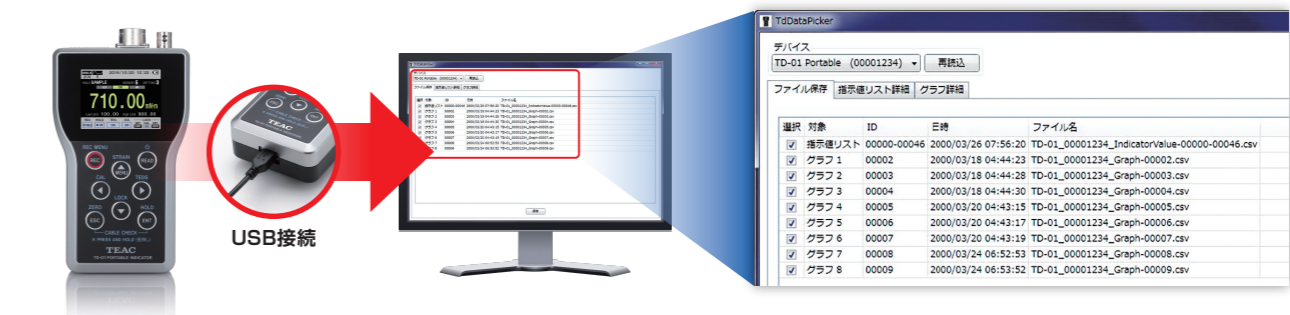 710.00
REC MENU
STRAIN
REC
MENU
READ
CAL
TEDS
LOCK
ZERO
HOLD
ESC
ENT
CABLE CHECK
TEAC
TD-01 PORTABLE INDICATOR
TEAC
USB接続
TdDataPicker
デバイス
TD-01 Portable (00001234) 再読込
ファイル保存 指示値リスト詳細 グラフ詳細
選択 対象 ID 日時 ファイル名
指示値リスト 00000-00046 2000/03/26 07:56:20 TD-01_00001234_IndicatorValue-00000-00046.csv
グラフ 1 00002 2000/03/18 04:44:23 TD-01_00001234_Graph-00002.csv
グラフ 2 00003 2000/03/18 04:44:28 TD-01_00001234_Graph-00003.csv
グラフ 3 00004 2000/03/18 04:44:30 TD-01_00001234_Graph-00004.csv
グラフ 4 00005 2000/03/20 04:43:15 TD-01_00001234_Graph-00005.csv
グラフ 5 00006 2000/03/20 04:43:17 TD-01_00001234_Graph-00006.csv
グラフ 6 00007 2000/03/20 04:43:19 TD-01_00001234_Graph-00007.csv
グラフ 7 00008 2000/03/24 06:52:53 TD-01_00001234_Graph-00008.csv
グラフ 8 00009 2000/03/24 06:53:52 TD-01_00001234_Graph-00009.csv